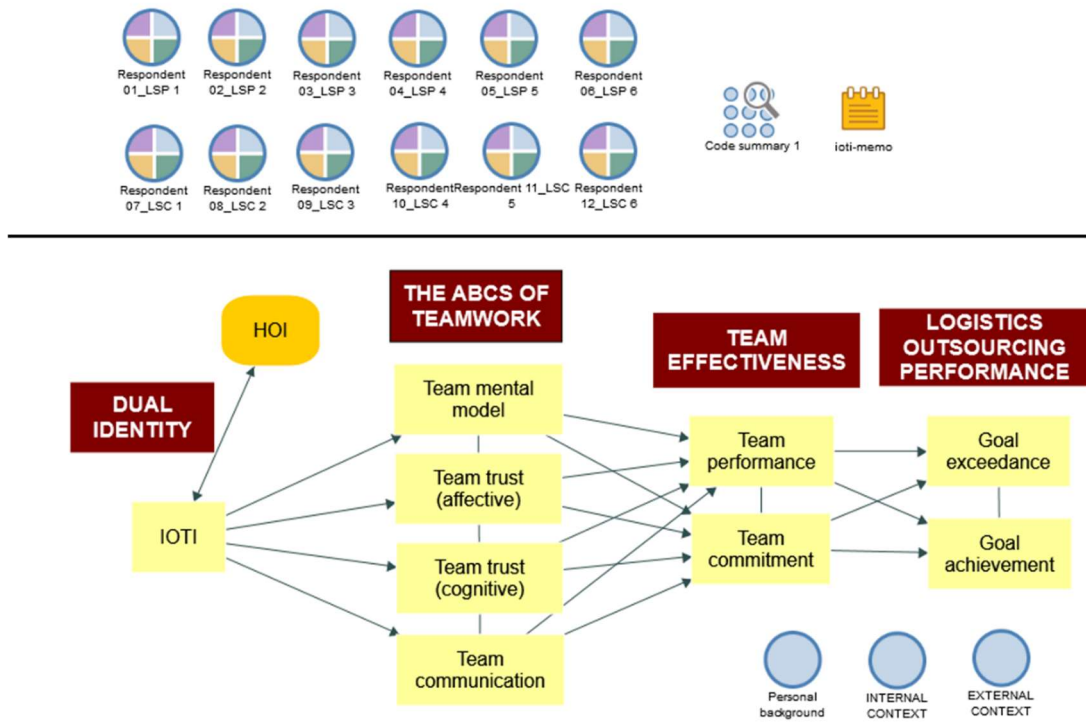 Respondent
01_LSP 1
Respondent
02_LSP 2
Respondent
03_LSP 3
Respondent
04_LSP 4
Respondent
05_LSP 5
Respondent
06_LSP 6
Code summary 1
ioti-memo
Respondent
07_LSC 1
Respondent
08_LSC 2
Respondent
09_LSC 3
Respondent
10_LSC 4
Respondent 11_LSC
5
Respondent
12_LSC 6
HOI
DUAL
IDENTITY
IOTI
THE ABCS OF
TEAMWORK
Team mental
model
Team trust
(affective)
Team trust
(cognitive)
Team
communication
TEAM
EFFECTIVENESS
Team
performance
Team
commitment
LOGISTICS
OUTSOURCING
PERFORMANCE
Goal
exceedance
Goal
achievement
Personal
background
INTERNAL
CONTEXT
EXTERNAL
CONTEXT